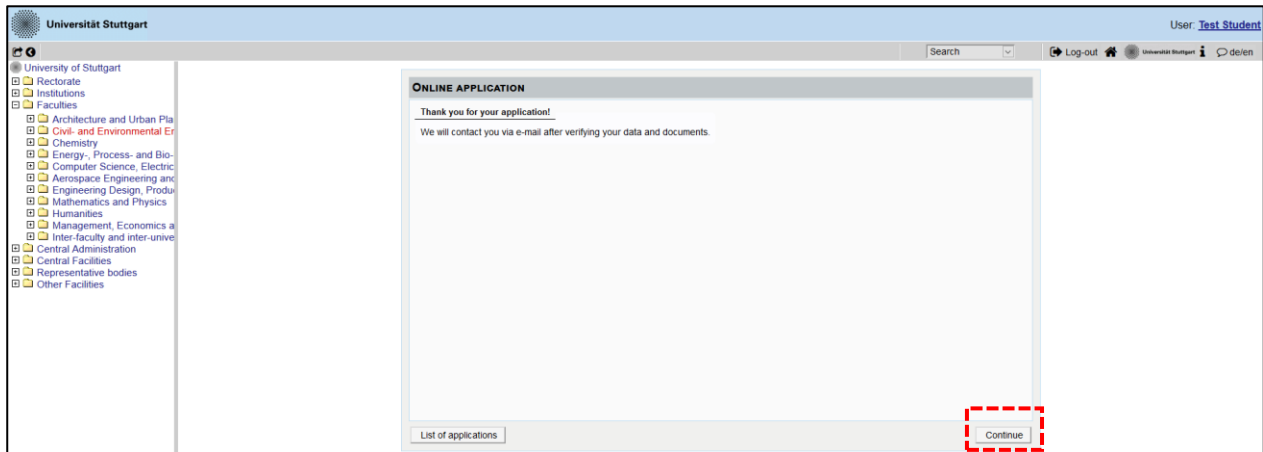 Universität Stuttgart
User: Test Student
Search
Log-out
Universität Stuttgart
de/en
University of Stuttgart
Rectorate
Institutions
Faculties
Architecture and Urban Pla
Civil- and Environmental Er
Chemistry
Energy-, Process- and Bio-
Computer Science, Electric
Aerospace Engineering and
Engineering Design, Produ
Mathematics and Physics
Humanities
Management, Economics a
Inter-faculty and inter-unive
Central Administration
Central Facilities
Representative bodies
Other Facilities
ONLINE APPLICATION
Thank you for your application!
We will contact you via e-mail after verifying your data and documents.
List of applications
Continue